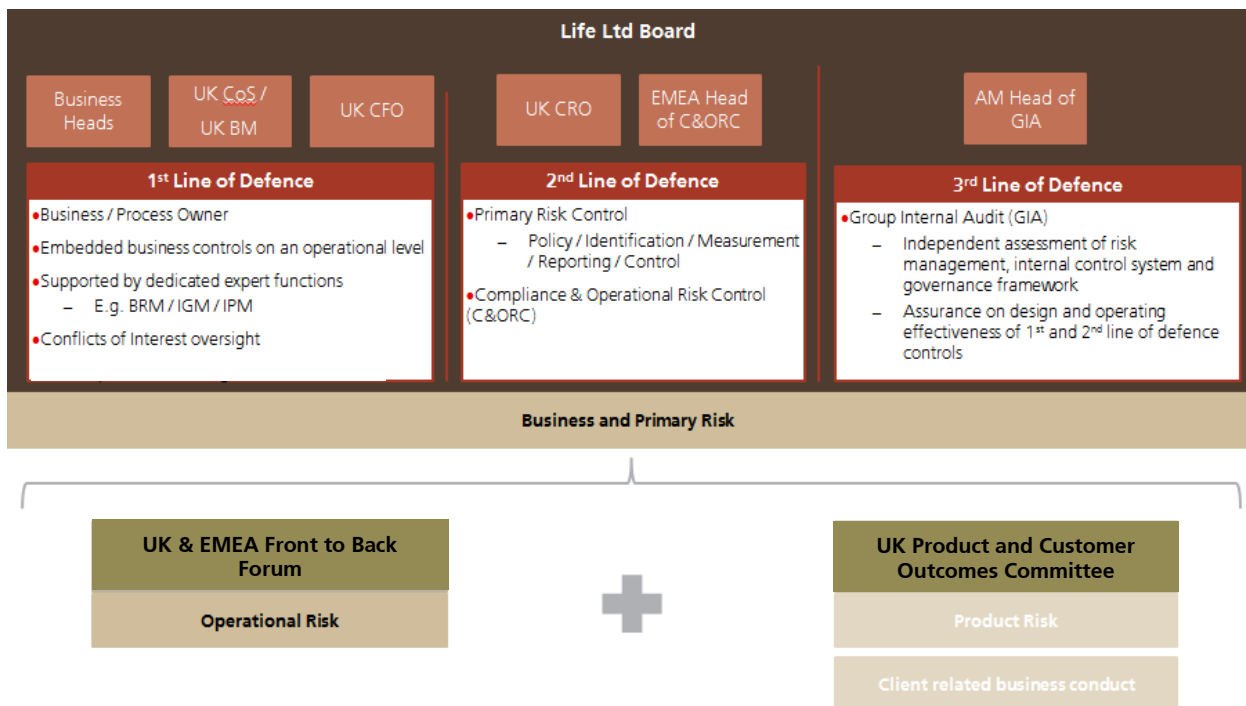 Life Ltd Board
Business
Heads
UK CoS /
UK BM
UK CFO
UK CRO
EMEA Head
of C&ORC
AM Head of
GIA
1st Line of Defence
•Business / Process Owner
•Embedded business controls on an operational level
•Supported by dedicated expert functions
– E.g. BRM / IGM / IPM
•Conflicts of Interest oversight
2nd Line of Defence
•Primary Risk Control
– Policy / Identification / Measurement
/ Reporting / Control
•Compliance & Operational Risk Control
(C&ORC)
3rd Line of Defence
•Group Internal Audit (GIA)
– Independent assessment of risk
management, internal control system and
governance framework
– Assurance on design and operating
effectiveness of 1st and 2nd line of defence
controls
Business and Primary Risk
UK & EMEA Front to Back
Forum
Operational Risk
UK Product and Customer
Outcomes Committee
Product Risk
Client related business conduct